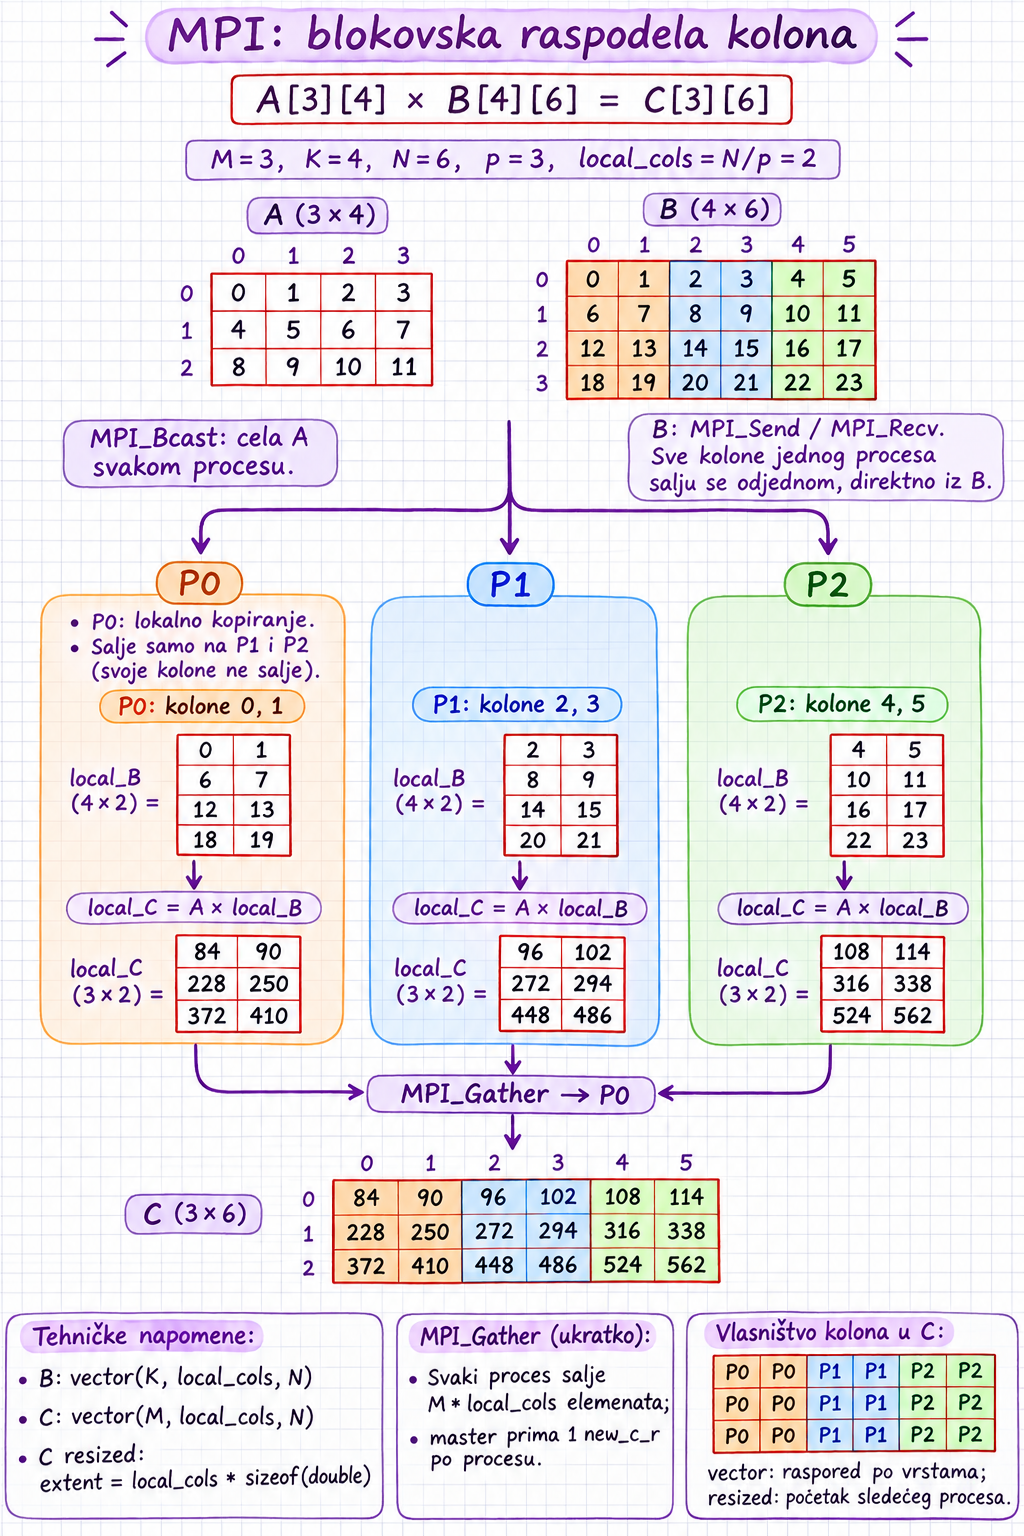 MPI: blokovska raspodela kolona
A[3][4] × B[4][6] = C[3][6]
M = 3, K = 4, N = 6, p = 3, local_cols = N/p = 2
A (3 × 4)
0 1 2 3
0 0 1 2 3
1 4 5 6 7
2 8 9 10 11
B (4 × 6)
0 1 2 3 4 5
0 0 1 2 3 4 5
1 6 7 8 9 10 11
2 12 13 14 15 16 17
3 18 19 20 21 22 23
MPI_Bcast: cela A
svakom procesu.
B: MPI_Send / MPI_Recv.
Sve kolone jednog procesa
salju se odjednom, direktno iz B.
P0
• P0: lokalno kopiranje.
• Salje samo na P1 i P2
(svoje kolone ne salje).
P0: kolone 0, 1
local_B
(4 × 2) =
0 1
6 7
12 13
18 19
local_C = A × local_B
local_C
(3 × 2) =
84 90
228 250
372 410
P1
P1: kolone 2, 3
local_B
(4 × 2) =
2 3
8 9
14 15
20 21
local_C = A × local_B
local_C
(3 × 2) =
96 102
272 294
448 486
P2
P2: kolone 4, 5
local_B
(4 × 2) =
4 5
10 11
16 17
22 23
local_C = A × local_B
local_C
(3 × 2) =
108 114
316 338
524 562
MPI_Gather → P0
C (3 × 6)
0 1 2 3 4 5
0 84 90 96 102 108 114
1 228 250 272 294 316 338
2 372 410 448 486 524 562
Tehničke napomene:
• B: vector(K, local_cols, N)
• C: vector(M, local_cols, N)
• C resized:
extent = local_cols * sizeof(double)
MPI_Gather (ukratko):
• Svaki proces salje
M * local_cols elemenata;
• master prima 1 new_c_r
po procesu.
Vlasništvo kolona u C:
P0 P0 P1 P1 P2 P2
P0 P0 P1 P1 P2 P2
P0 P0 P1 P1 P2 P2
vector: raspored po vrstama;
resized: početak sledećeg procesa.